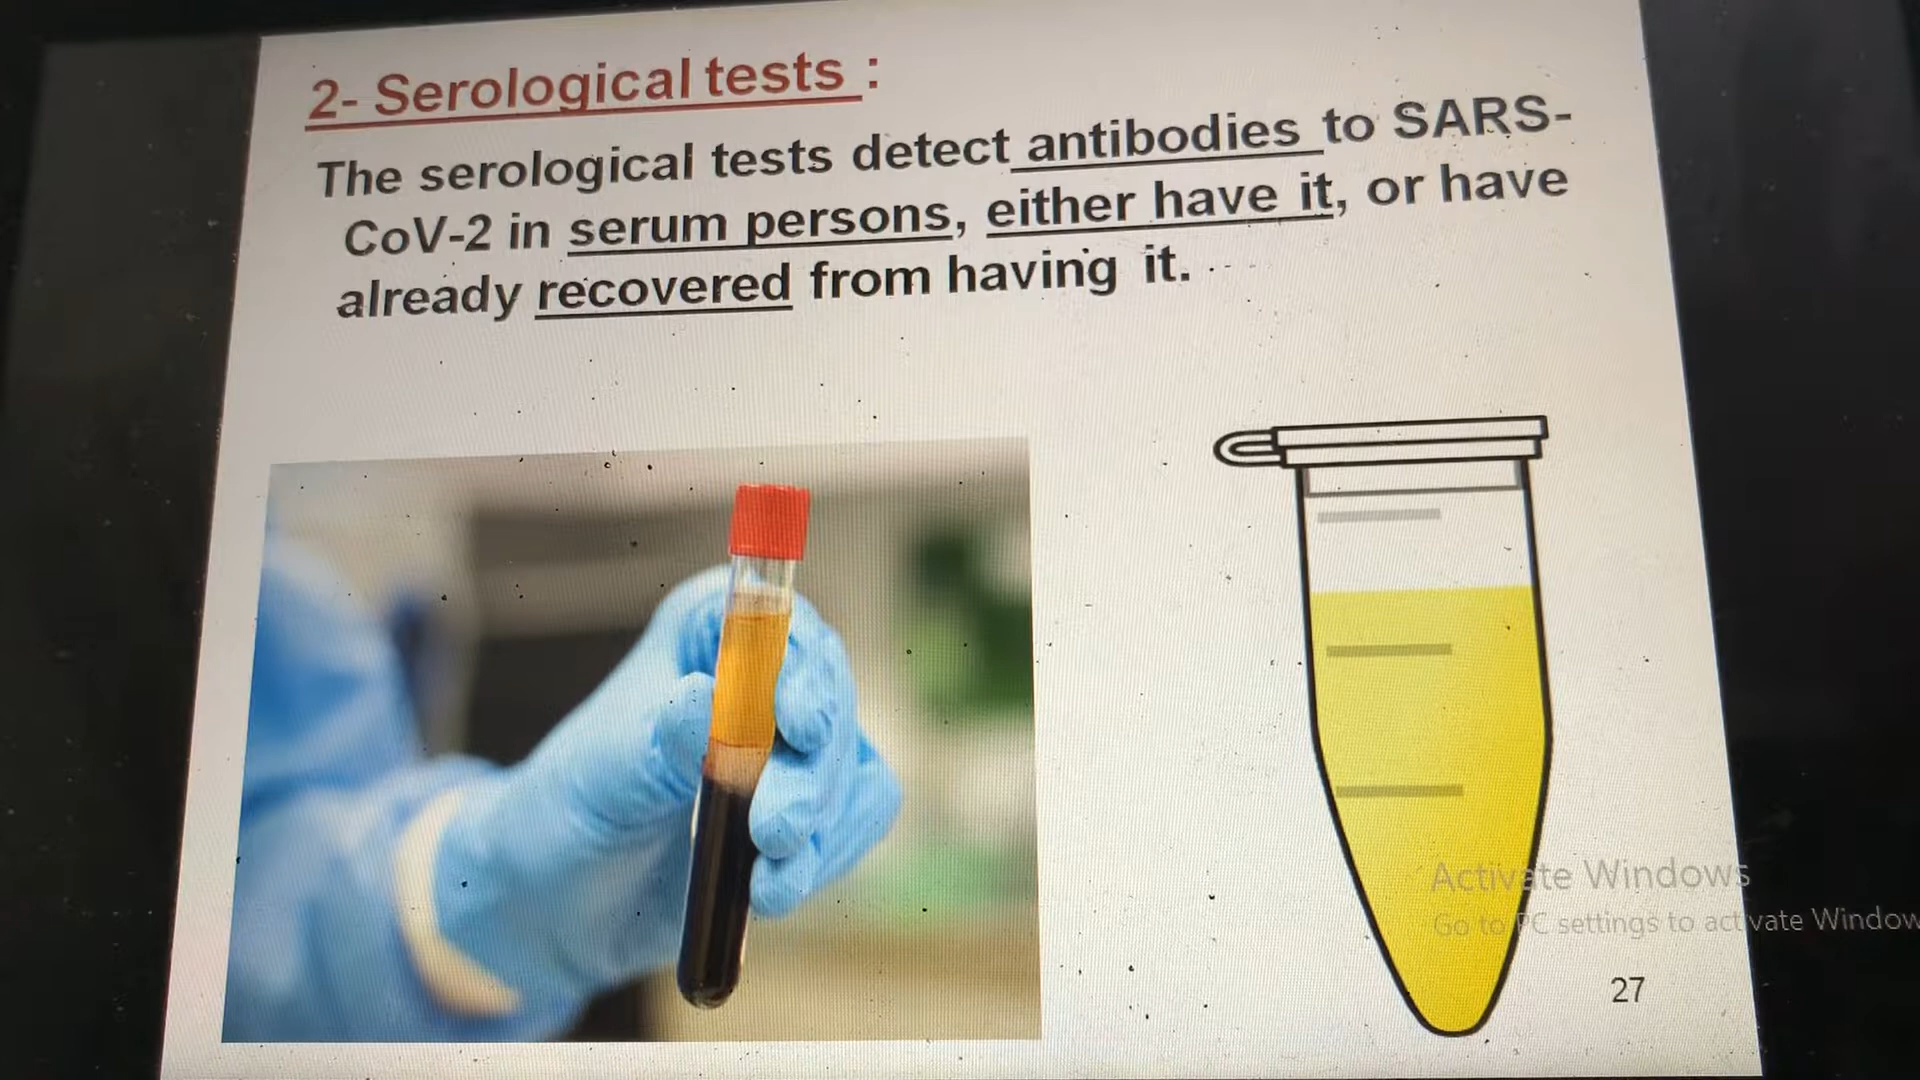 2- Serological tests :
The serological tests detect antibodies to SARS-
CoV-2 in serum persons, either have it, or have
already recovered from having it.
Activate Windows
Go to PC settings to activate Window
27